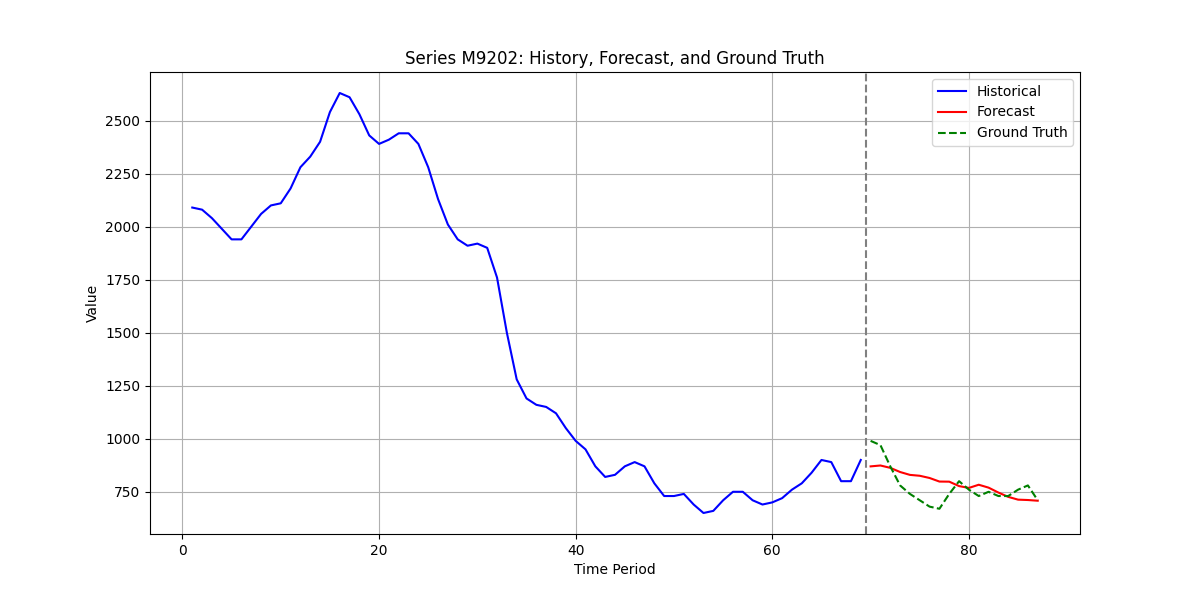 Series M9202: History, Forecast, and Ground Truth
Historical
Forecast
Ground Truth
2500
2250
2000
1750
1500
1250
1000
750
Value
0 20 40 60 80
Time Period